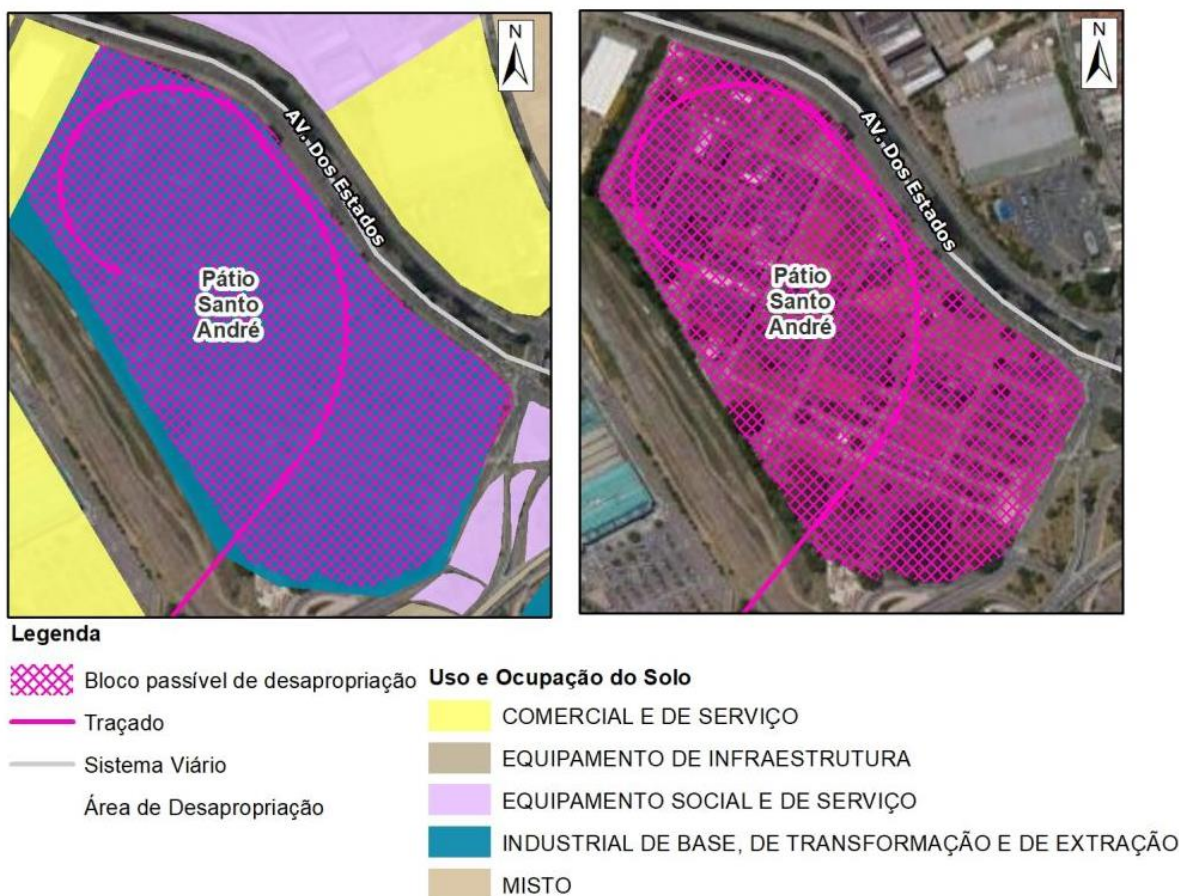 N
AV. Dos Estados
Pátio
Santo
André
N
AV. Dos Estados
Pátio
Santo
André
Legenda
Bloco passível de desapropriação
Traçado
Sistema Viário
Área de Desapropriação
Uso e Ocupação do Solo
COMERCIAL E DE SERVIÇO
EQUIPAMENTO DE INFRAESTRUTURA
EQUIPAMENTO SOCIAL E DE SERVIÇO
INDUSTRIAL DE BASE, DE TRANSFORMAÇÃO E DE EXTRAÇÃO
MISTO